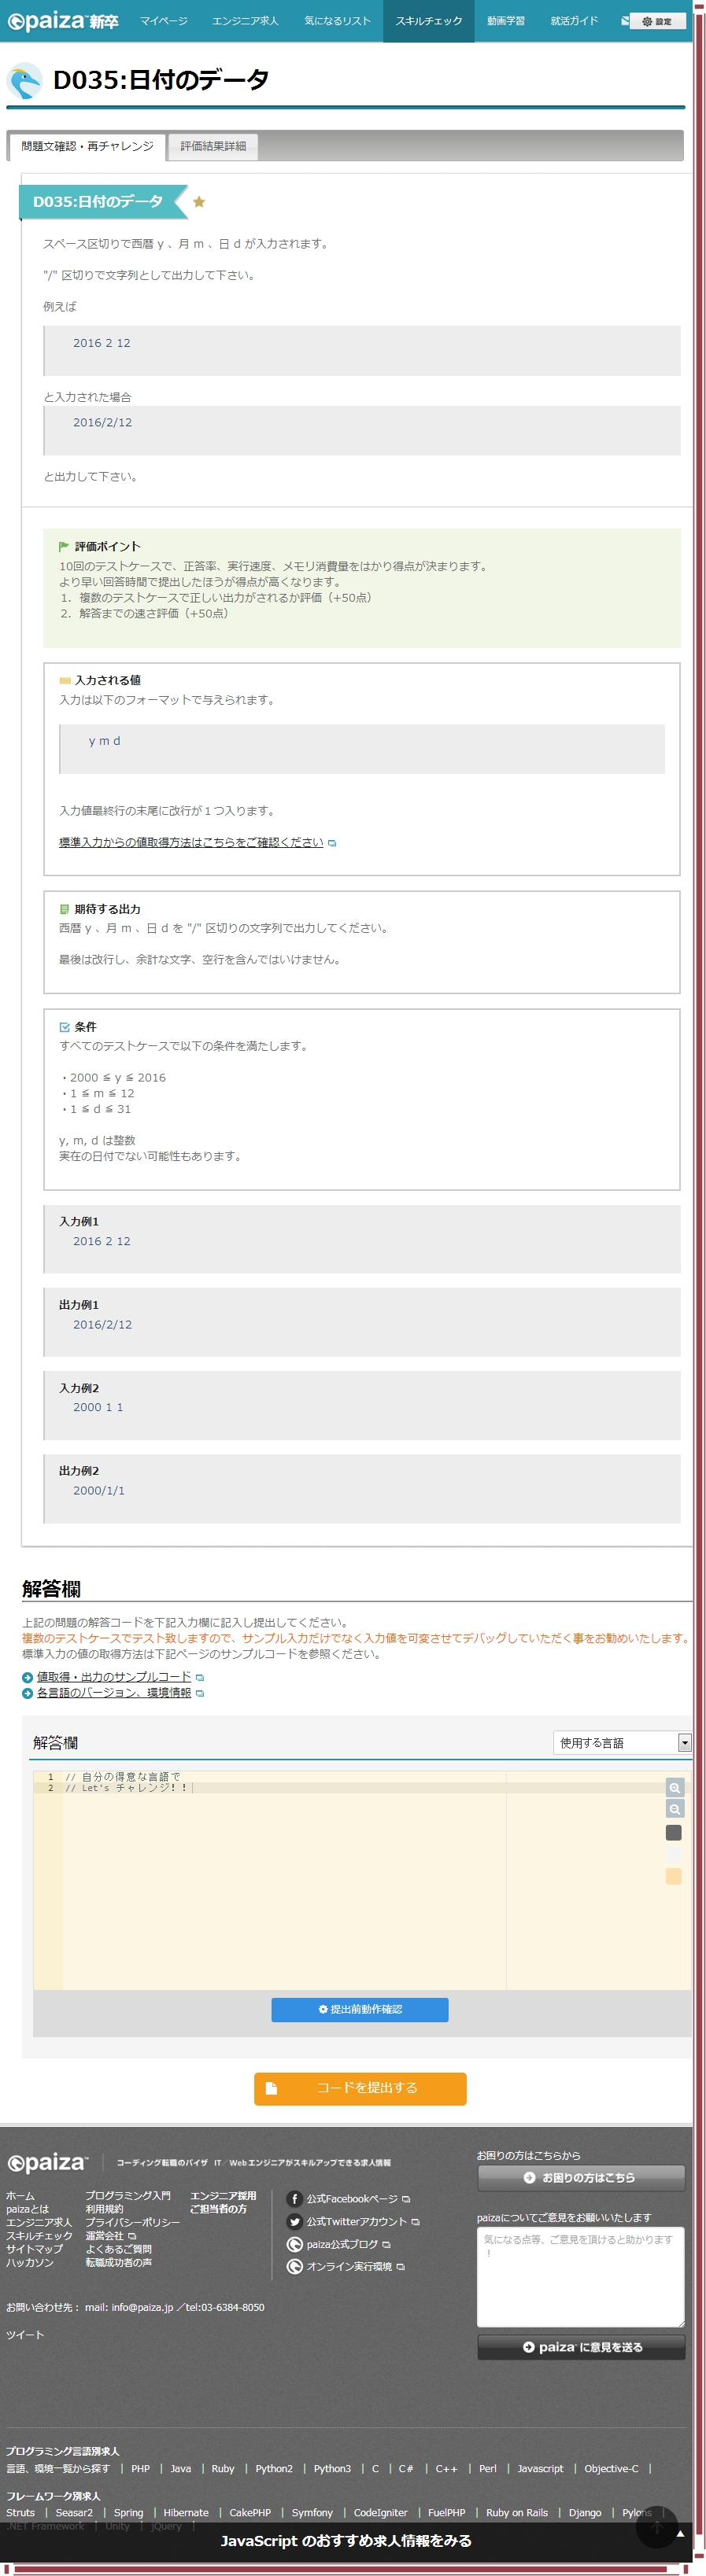 paiza新卒 マイページ エンジニア求人 気になるリスト スキルチェック 動画学習 就活ガイド 設定
D035:日付のデータ
問題文確認・再チャレンジ 評価結果詳細
D035:日付のデータ
スペース区切りで西暦 y 、月 m 、日 d が入力されます。
"/" 区切りで文字列として出力して下さい。
例えば
2016 2 12
と入力された場合
2016/2/12
と出力して下さい。
評価ポイント
10回のテストケースで、正答率、実行速度、メモリ消費量をはかり得点が決まります。
より早い回答時間で提出したほうが得点が高くなります。
1. 複数のテストケースで正しい出力がされるか評価（+50点）
2. 解答までの速さ評価（+50点）
入力される値
入力は以下のフォーマットで与えられます。
y m d
入力値最終行の末尾に改行が１つ入ります。
標準入力からの値取得方法はこちらをご確認ください
期待する出力
西暦 y 、月 m 、日 d を "/" 区切りの文字列で出力してください。
最後は改行し、余計な文字、空行を含んではいけません。
条件
すべてのテストケースで以下の条件を満たします。
・2000 ≦ y ≦ 2016
・1 ≦ m ≦ 12
・1 ≦ d ≦ 31
y, m, d は整数
実在の日付でない可能性もあります。
入力例1
2016 2 12
出力例1
2016/2/12
入力例2
2000 1 1
出力例2
2000/1/1
解答欄
上記の問題の解答コードを下記入力欄に記入し提出してください。
複数のテストケースでテスト致しますので、サンプル入力だけでなく入力値を可変させてデバッグしていただく事をお勧めいたします。
標準入力の値の取得方法は下記ページのサンプルコードを参照ください。
値取得・出力のサンプルコード
各言語のバージョン、環境情報
解答欄 使用する言語
1 // 自分の得意な言語で
2 // Let's チャレンジ！！
提出前動作確認
コードを提出する
paiza コーディング転職のパイザ IT／Webエンジニアがスキルアップできる求人情報
お困りの方はこちらから
お困りの方はこちら
ホーム プログラミング入門 エンジニア採用 公式Facebookページ
paizaとは 利用規約 ご担当者の方
エンジニア求人 プライバシーポリシー 公式Twitterアカウント
スキルチェック 運営会社
サイトマップ よくあるご質問 paiza公式ブログ
ハッカソン 転職成功者の声 オンライン実行環境
paizaについてご意見をお願いいたします
気になる点等、ご意見を頂けると助かります
！
paizaに意見を送る
お問い合わせ先： mail: info@paiza.jp ／tel:03-6384-8050
ツイート
プログラミング言語別求人
言語、環境一覧から探す | PHP | Java | Ruby | Python2 | Python3 | C | C# | C++ | Perl | Javascript | Objective-C |
フレームワーク別求人
Struts | Seasar2 | Spring | Hibernate | CakePHP | Symfony | CodeIgniter | FuelPHP | Ruby on Rails | Django | Pylons |
.NET Framework | Unity | jQuery |
JavaScript のおすすめ求人情報をみる